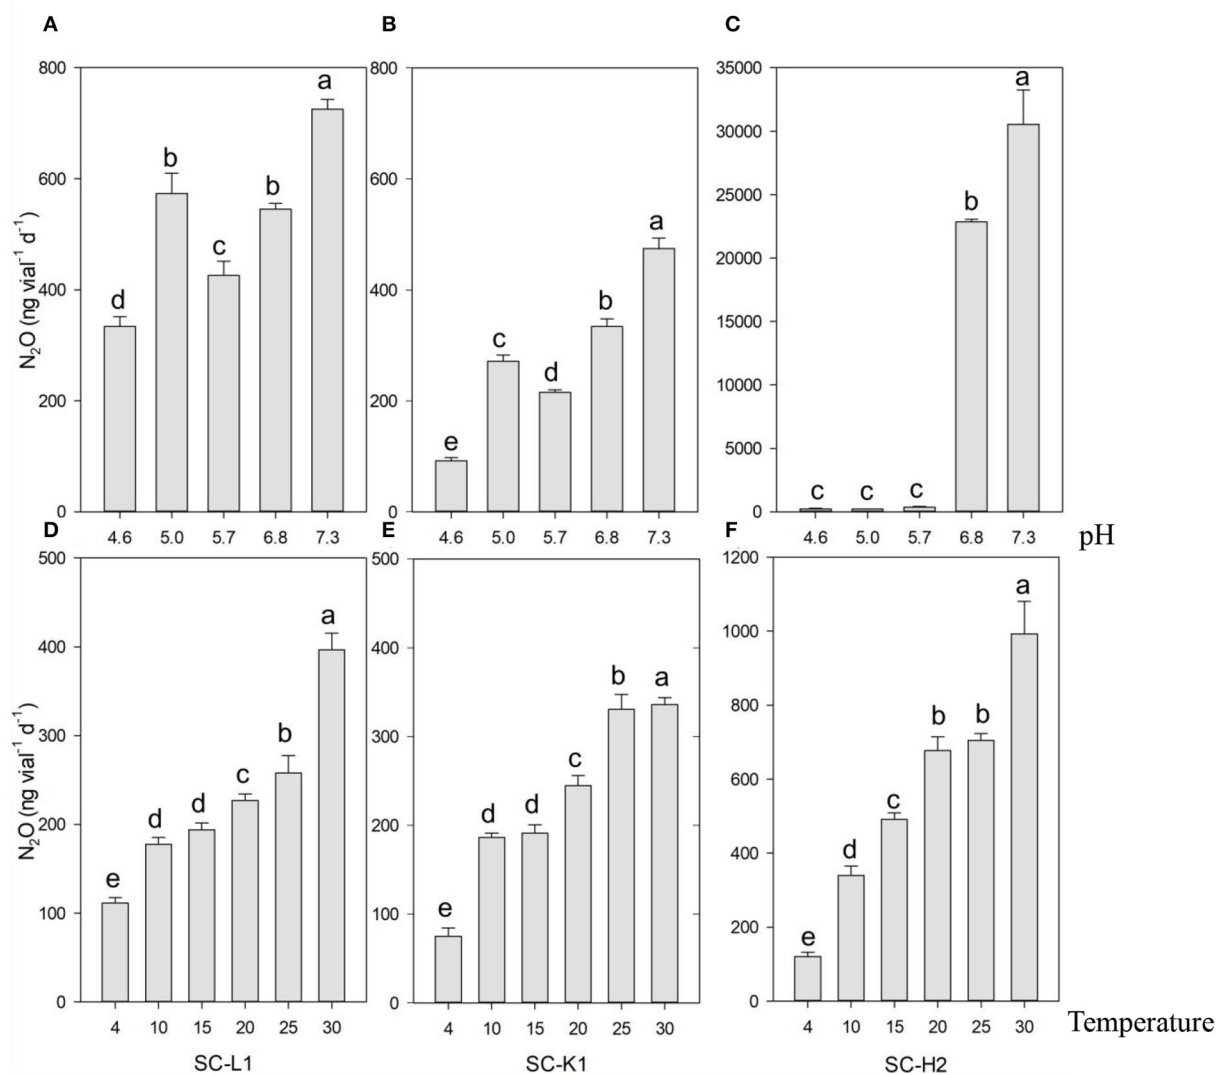 A B C
800 800 35000
a
30000
a
b
600 600 25000
b
b
c
a
20000
400 400 15000
d
b
c
d
10000
200 200
e
5000
c c c
0 0 0
N₂O (ng vial⁻¹ d⁻¹)
4.6 5.0 5.7 6.8 7.3 4.6 5.0 5.7 6.8 7.3 4.6 5.0 5.7 6.8 7.3 pH
D E F
500 500 1200
a
a
400 400 1000
b a
800
b b
300 300
b
c
c
600
c
200 200
d d
d d
400
d
e
100 100
e
200
e
0 0 0
N₂O (ng vial⁻¹ d⁻¹)
4 10 15 20 25 30 4 10 15 20 25 30 4 10 15 20 25 30 Temperature
SC-L1 SC-K1 SC-H2